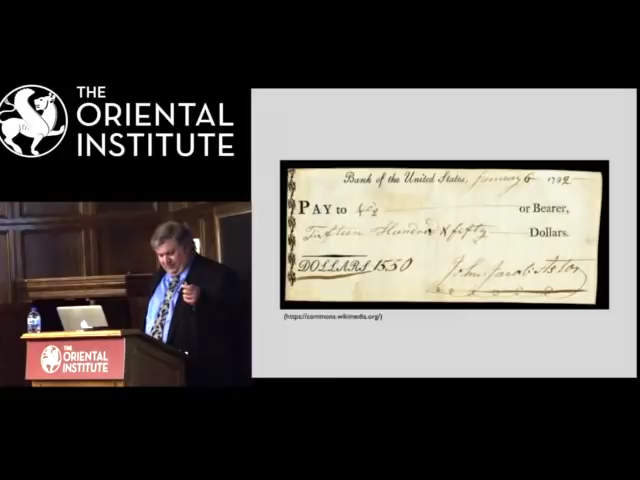 THE
ORIENTAL
INSTITUTE
THE
ORIENTAL
INSTITUTE
Bank of the United States, January 6 1792
PAY to or Bearer,
Fifteen Hundred & fifty Dollars.
DOLLARS, 1550 John Jacob Astor
(https://commons.wikimedia.org/)